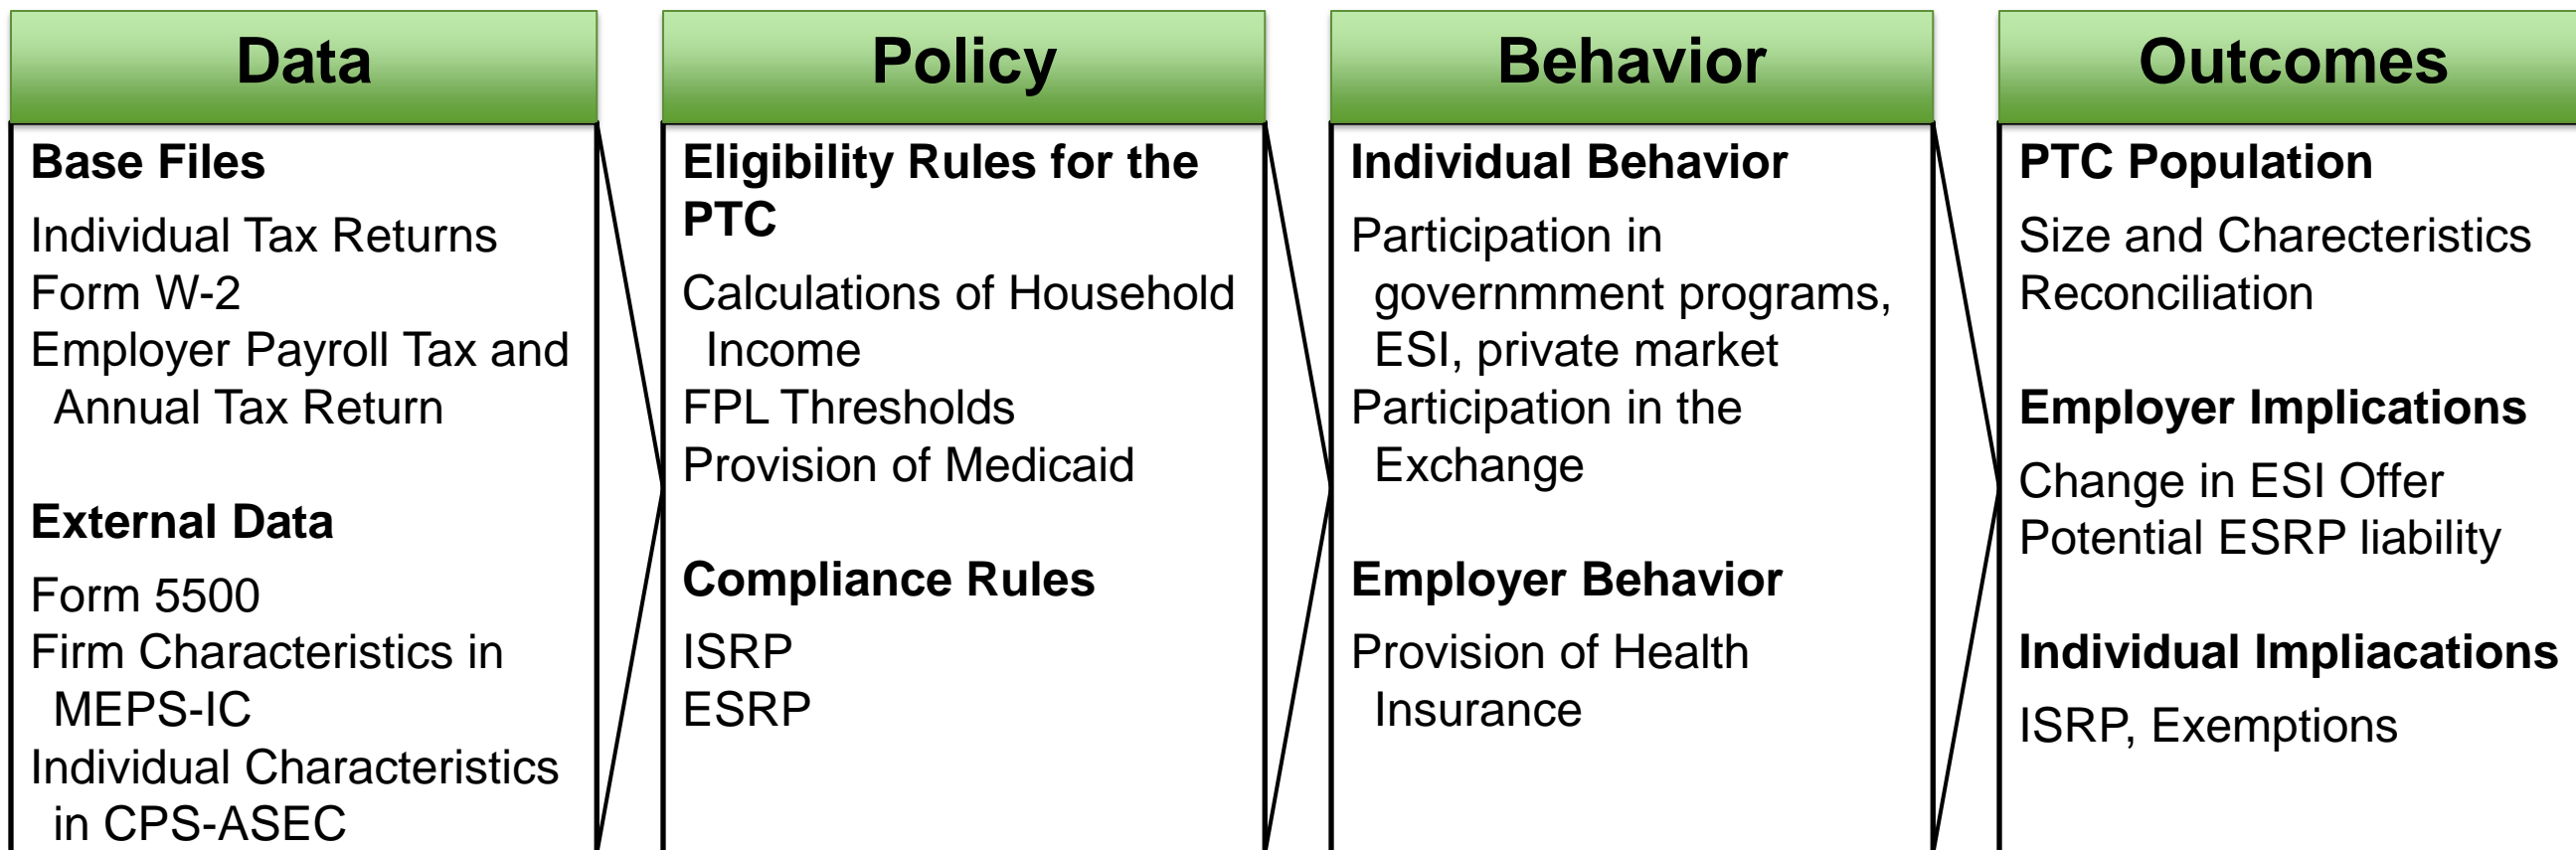 Data
Base Files
Individual Tax Returns
Form W-2
Employer Payroll Tax and
Annual Tax Return
External Data
Form 5500
Firm Characteristics in
MEPS-IC
Individual Characteristics
in CPS-ASEC
Policy
Eligibility Rules for the
PTC
Calculations of Household
Income
FPL Thresholds
Provision of Medicaid
Compliance Rules
ISRP
ESRP
Behavior
Individual Behavior
Participation in
governmment programs,
ESI, private market
Participation in the
Exchange
Employer Behavior
Provision of Health
Insurance
Outcomes
PTC Population
Size and Charecteristics
Reconciliation
Employer Implications
Change in ESI Offer
Potential ESRP liability
Individual Impliacations
ISRP, Exemptions